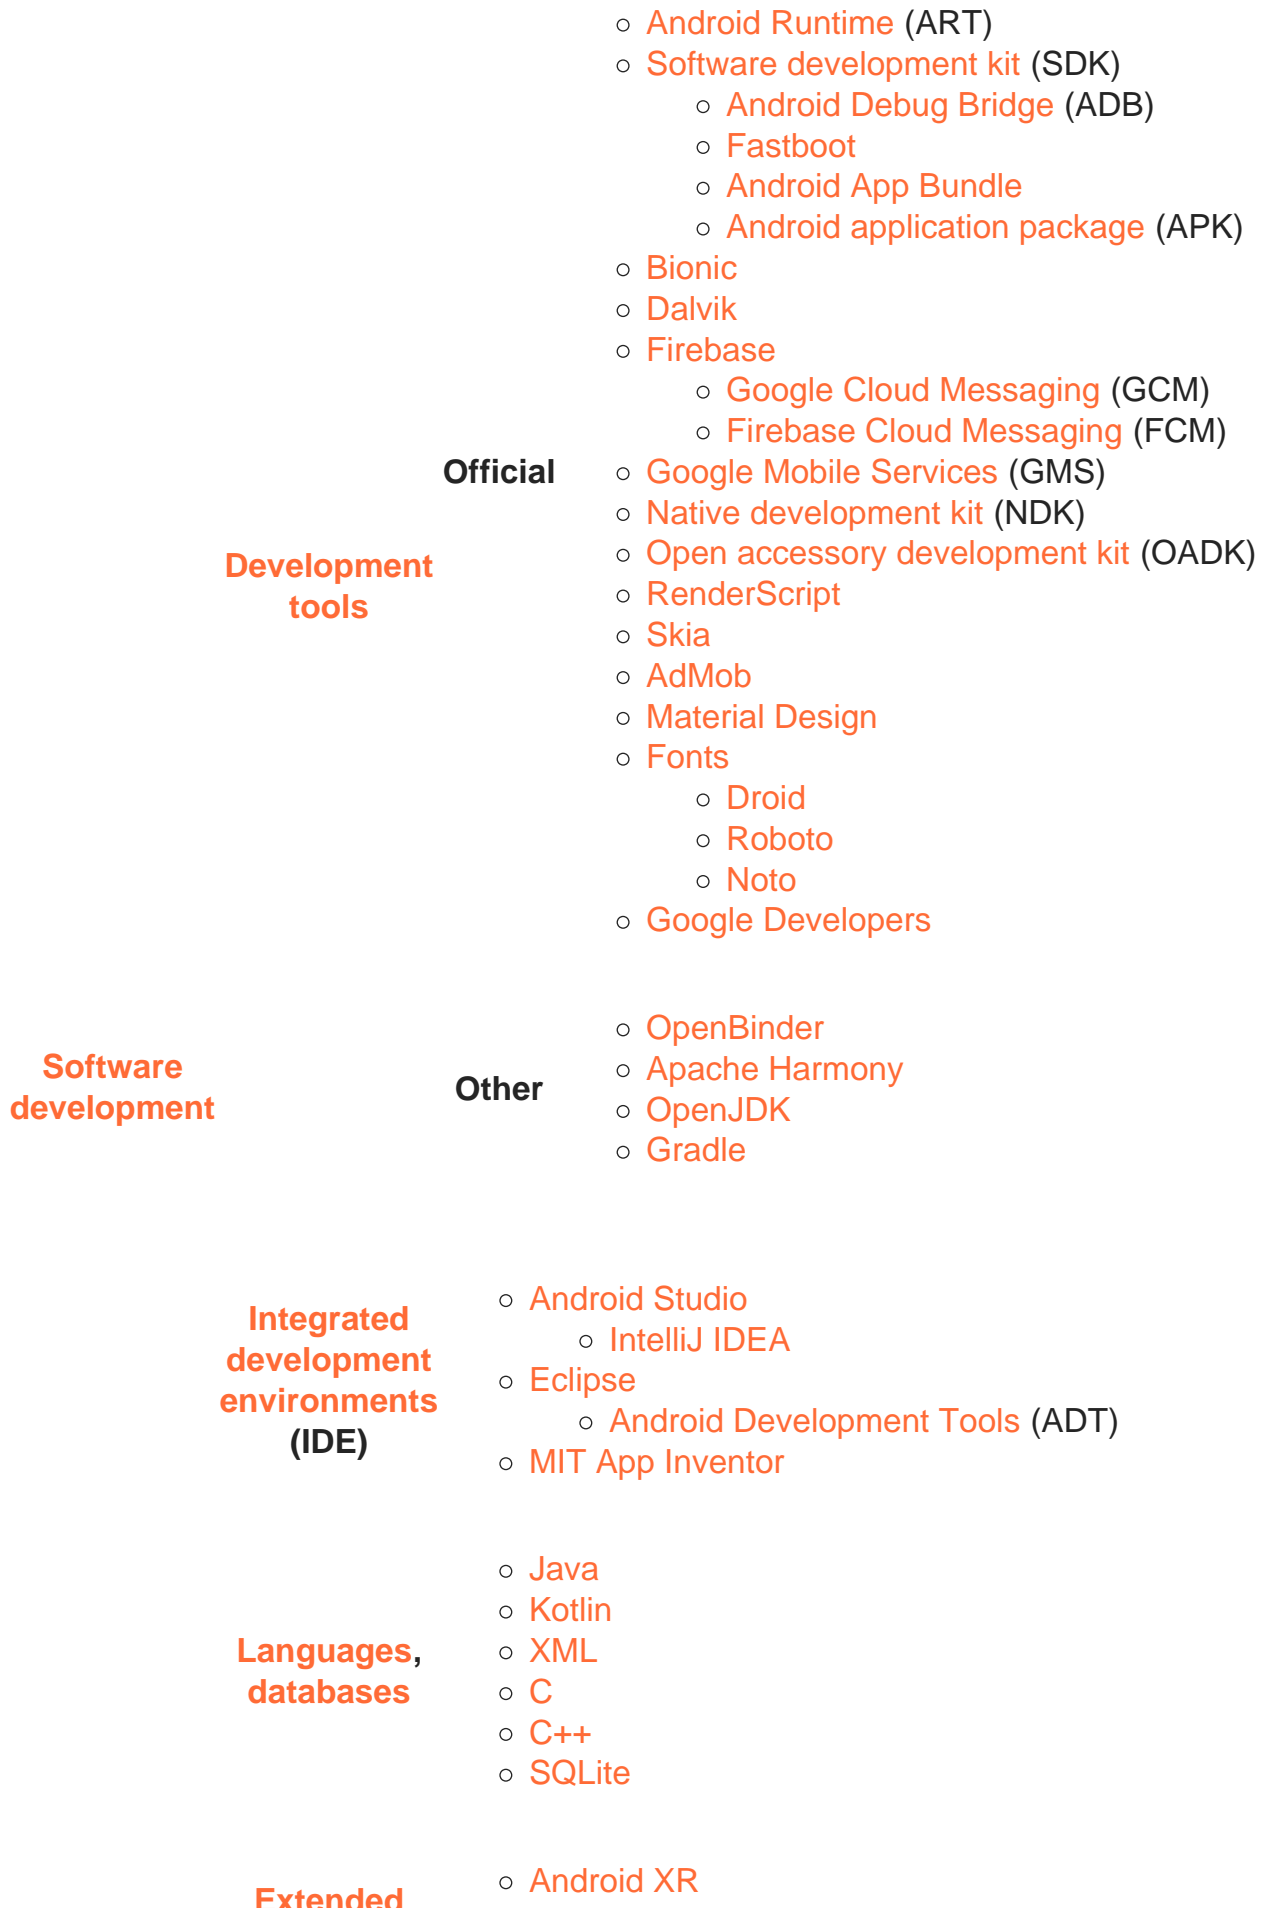 Software
development
Development
tools
Official
Android Runtime (ART)
Software development kit (SDK)
Android Debug Bridge (ADB)
Fastboot
Android App Bundle
Android application package (APK)
Bionic
Dalvik
Firebase
Google Cloud Messaging (GCM)
Firebase Cloud Messaging (FCM)
Google Mobile Services (GMS)
Native development kit (NDK)
Open accessory development kit (OADK)
RenderScript
Skia
AdMob
Material Design
Fonts
Droid
Roboto
Noto
Google Developers
Other
OpenBinder
Apache Harmony
OpenJDK
Gradle
Integrated
development
environments
(IDE)
Android Studio
IntelliJ IDEA
Eclipse
Android Development Tools (ADT)
MIT App Inventor
Languages,
databases
Java
Kotlin
XML
C
C++
SQLite
Extended
Android XR